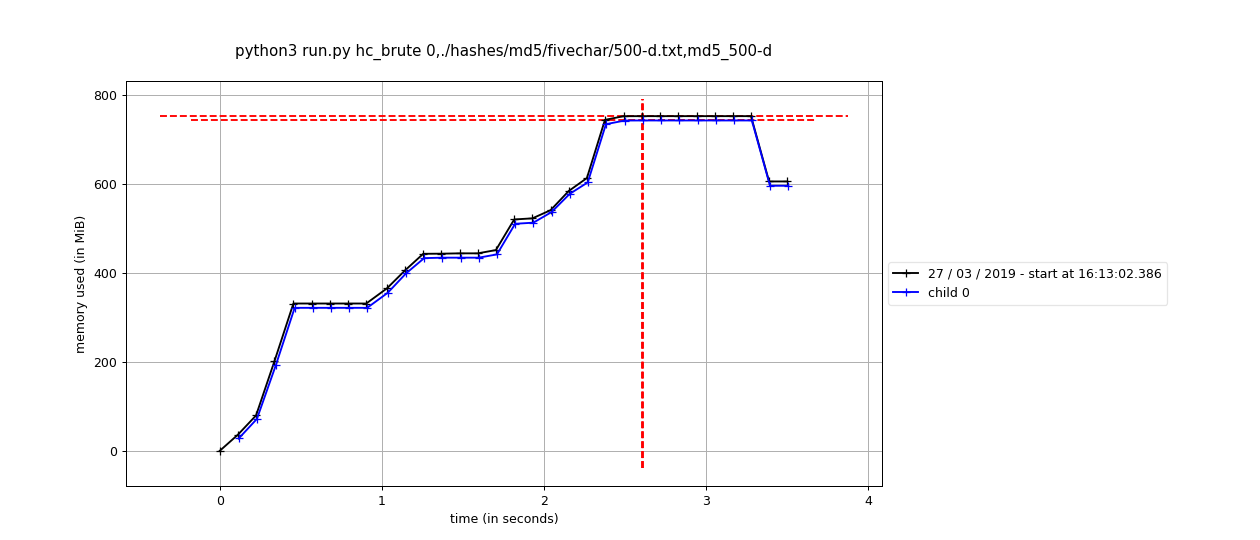 python3 run.py hc_brute 0,./hashes/md5/fivechar/500-d.txt,md5_500-d
800
600
400
200
0
memory used (in MiB)
0 1 2 3 4
time (in seconds)
27 / 03 / 2019 - start at 16:13:02.386
child 0